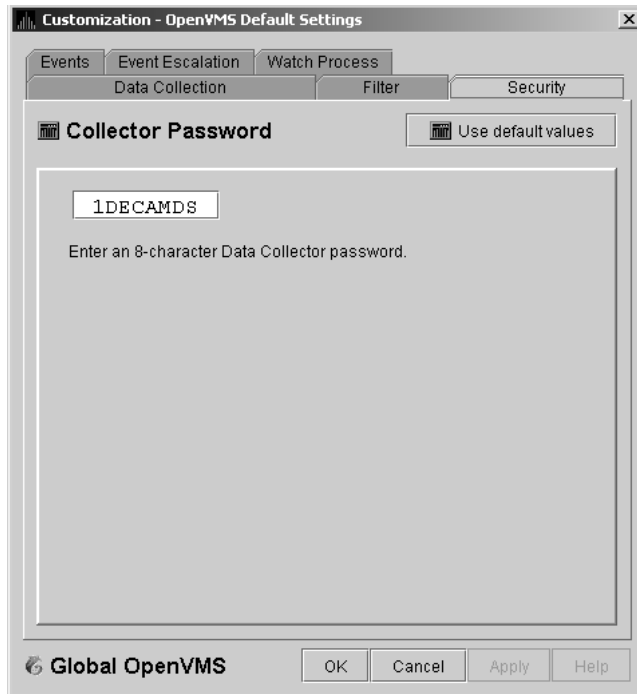 Customization - OpenVMS Default Settings
Events Event Escalation Watch Process
Data Collection Filter Security
Collector Password Use default values
1DECAMDS
Enter an 8-character Data Collector password.
Global OpenVMS OK Cancel Apply Help